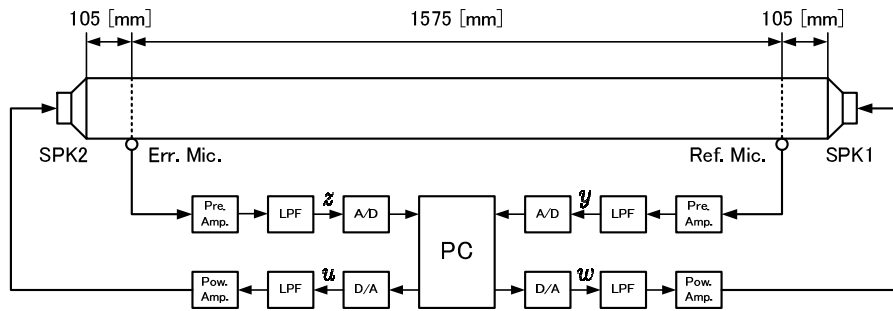 105 [mm] 1575 [mm] 105 [mm]
SPK2 Err. Mic. Ref. Mic. SPK1
Pre. Amp. LPF z A/D PC A/D y LPF Pre. Amp.
Pow. Amp. LPF u D/A D/A w LPF Pow. Amp.